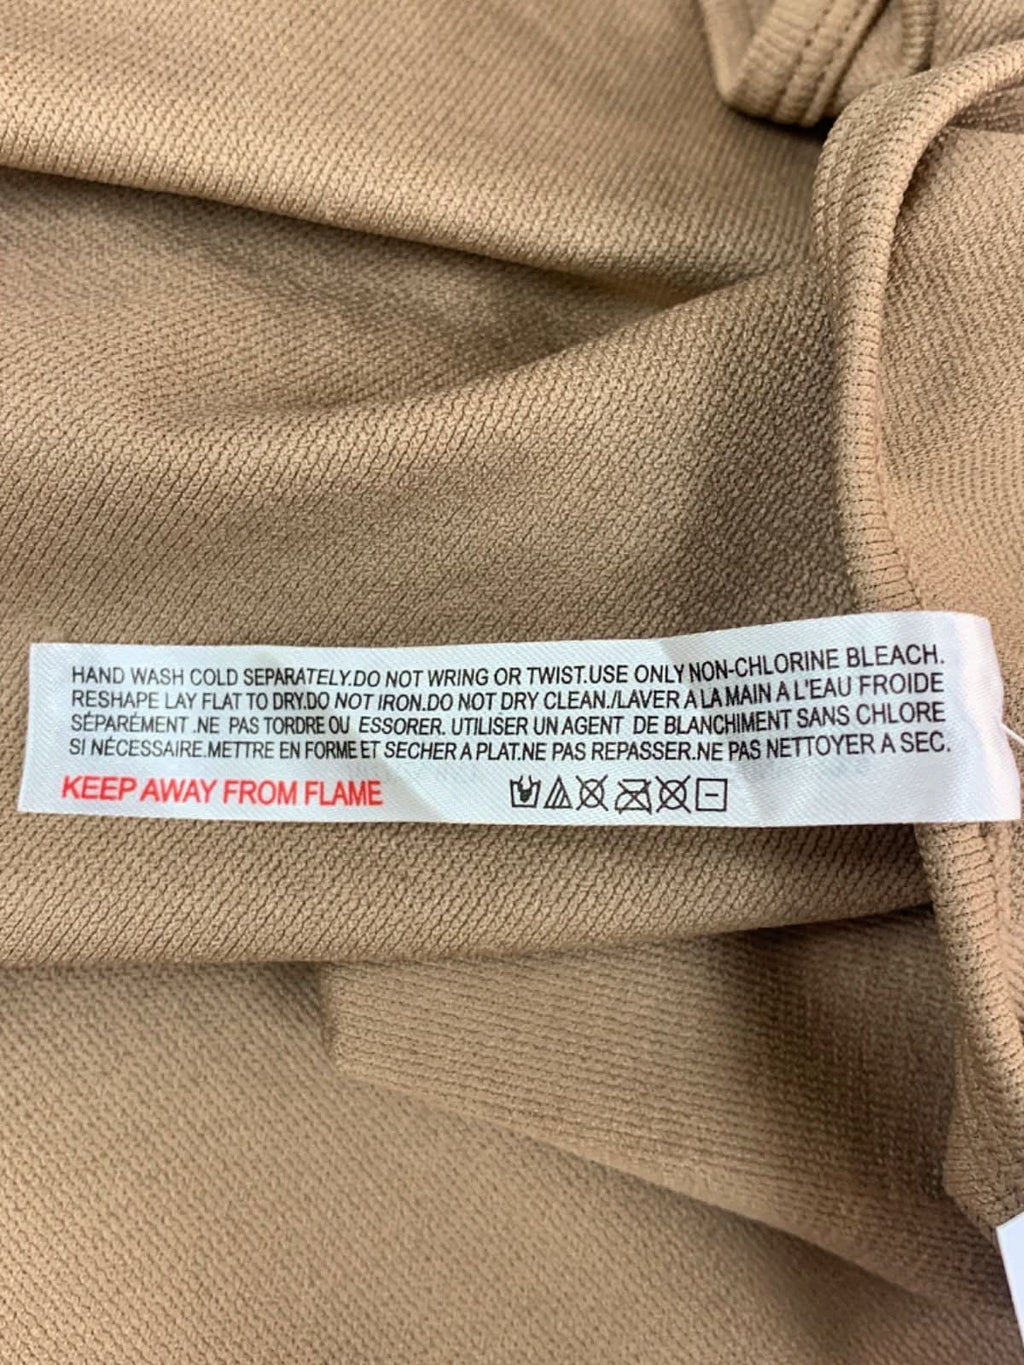 HAND WASH COLD SEPARATELY.DO NOT WRING OR TWIST.USE ONLY NON-CHLORINE BLEACH.
RESHAPE LAY FLAT TO DRY.DO NOT IRON.DO NOT DRY CLEAN./LAVER A LA MAIN A L'EAU FROIDE
SÉPARÉMENT .NE PAS TORDRE OU ESSORER. UTILISER UN AGENT DE BLANCHIMENT SANS CHLORE
SI NÉCESSAIRE.METTRE EN FORME ET SECHER A PLAT.NE PAS REPASSER.NE PAS NETTOYER A SEC.
KEEP AWAY FROM FLAME